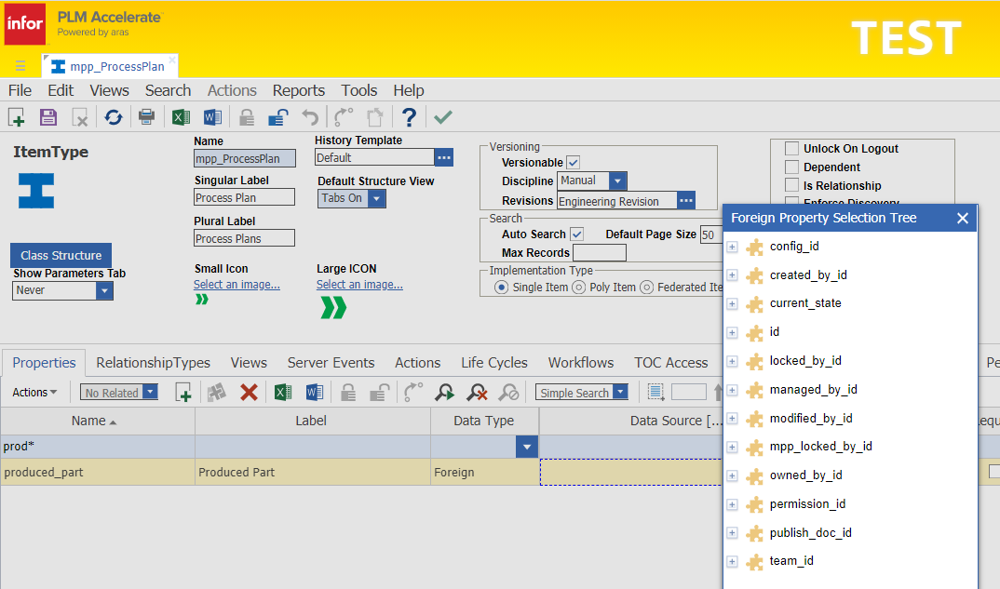 infor PLM Accelerate
Powered by aras
TEST
mpp_ProcessPlan
File Edit Views Search Actions Reports Tools Help
ItemType
Class Structure
Show Parameters Tab
Never
Name
mpp_ProcessPlan
Singular Label
Process Plan
Plural Label
Process Plans
Small Icon
Select an image...
History Template
Default
Default Structure View
Tabs On
Large ICON
Select an image...
Versioning
Versionable
Discipline Manual
Revisions Engineering Revision
Search
Auto Search Default Page Size 50
Max Records
Implementation Type
Single Item Poly Item Federated Ite
Unlock On Logout
Dependent
Is Relationship
Enforce Discovery
Foreign Property Selection Tree
config_id
created_by_id
current_state
id
locked_by_id
managed_by_id
modified_by_id
mpp_locked_by_id
owned_by_id
permission_id
publish_doc_id
team_id
Properties RelationshipTypes Views Server Events Actions Life Cycles Workflows TOC Access Pe
Actions No Related Simple Search
Name Label Data Type Data Source [... equ
prod*
produced_part Produced Part Foreign